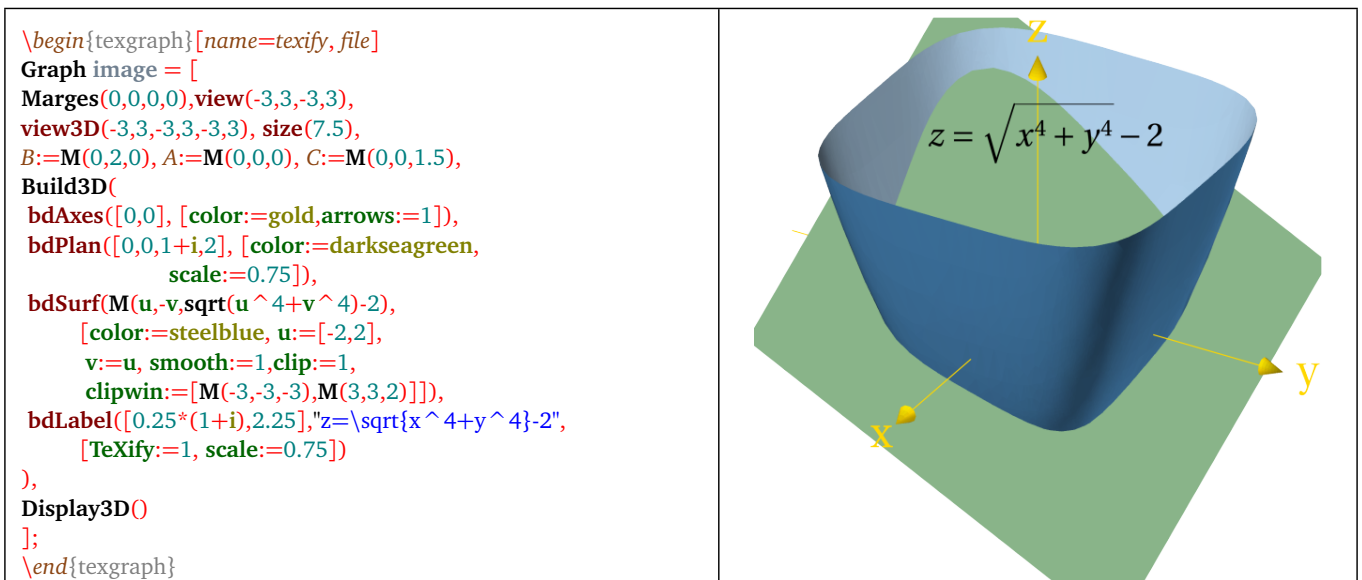 \begin{texgraph}[name=texify, file]
Graph image = [
Marges(0,0,0,0),view(-3,3,-3,3),
view3D(-3,3,-3,3,-3,3), size(7.5),
B:=M(0,2,0), A:=M(0,0,0), C:=M(0,0,1.5),
Build3D(
bdAxes([0,0], [color:=gold,arrows:=1]),
bdPlan([0,0,1+i,2], [color:=darkseagreen,
scale:=0.75]),
bdSurf(M(u,-v,sqrt(u^4+v^4)-2),
[color:=steelblue, u:=[-2,2],
v:=u, smooth:=1,clip:=1,
clipwin:=[M(-3,-3,-3),M(3,3,2)]]),
bdLabel([0.25*(1+i),2.25],"z=\sqrt{x^4+y^4}-2",
[TeXify:=1, scale:=0.75])
),
Display3D()
];
\end{texgraph}
z
z = √(x⁴ + y⁴) − 2
y
x